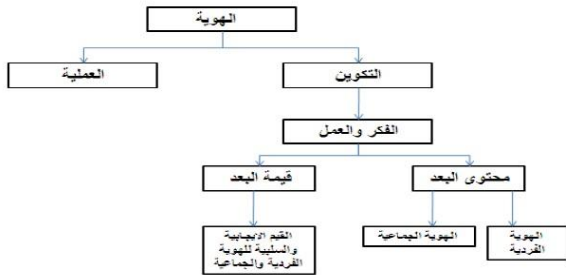 الهوية
التكوين
العملية
الفكر والعمل
محتوى البعد
قيمة البعد
الهوية
الفردية
الهوية الجماعية
القيم الايجابية
والسلبية للهوية
الفردية والجماعية